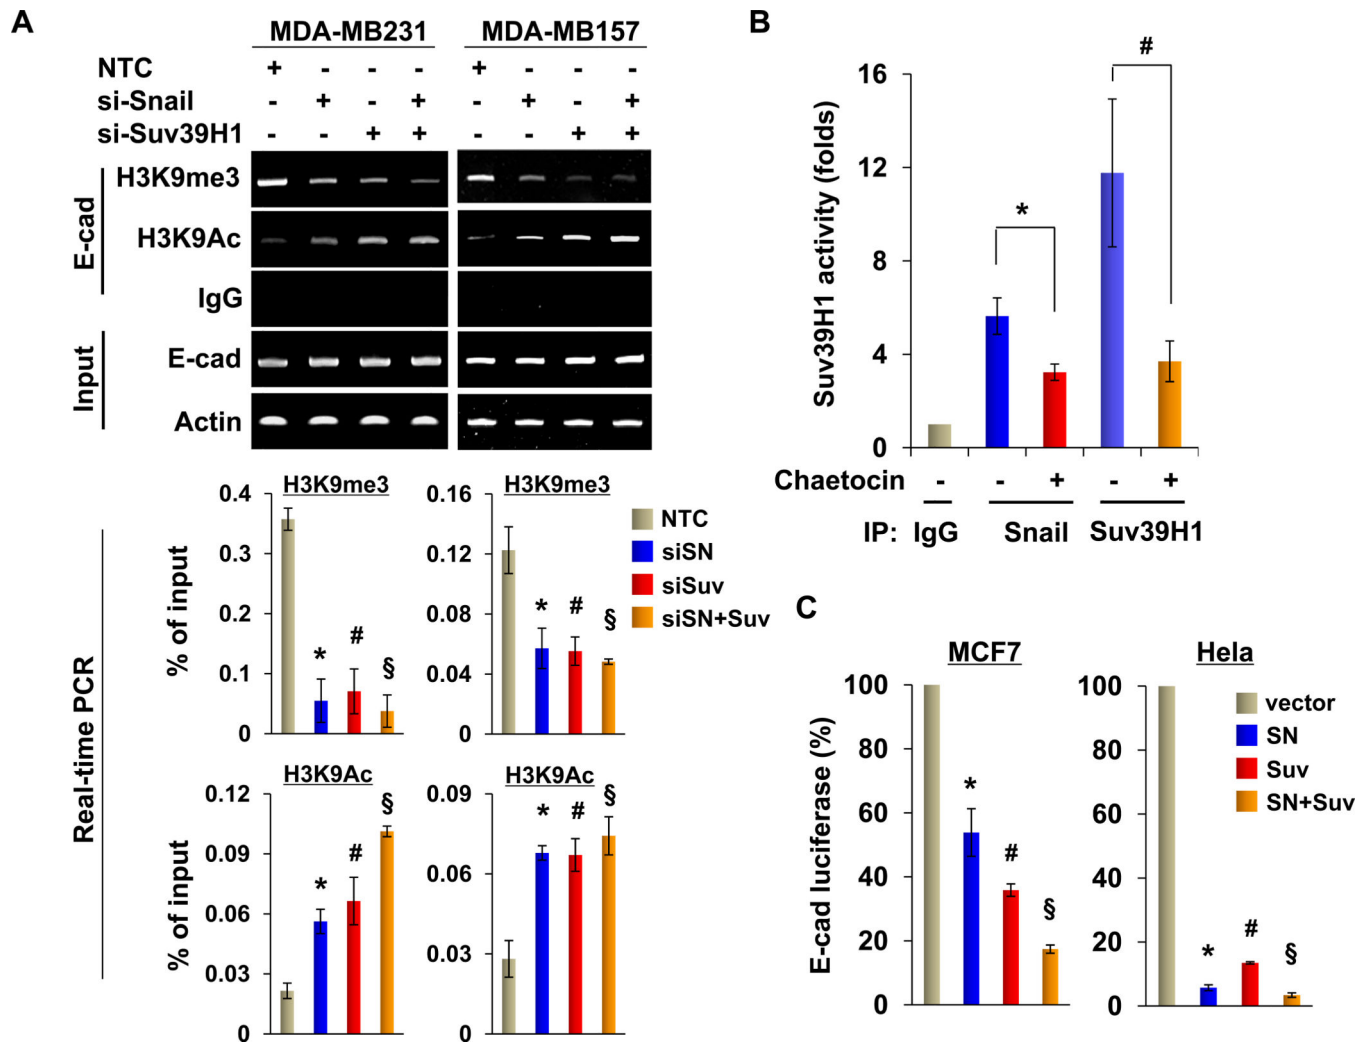 A
MDA-MB231 MDA-MB157
NTC + - - - + - - -
si-Snail - + - + - + - +
si-Suv39H1 - - + + - - + +
E-cad
H3K9me3
H3K9Ac
IgG
Input
E-cad
Actin
Real-time PCR
H3K9me3
% of input
0.4
0.3
0.2
0.1
0
* # §
H3K9me3
0.16
0.12
0.08
0.04
0
* # §
NTC
siSN
siSuv
siSN+Suv
H3K9Ac
% of input
0.12
0.09
0.06
0.03
0
* # §
H3K9Ac
0.09
0.06
0.03
0
* # §
B
Suv39H1 activity (folds)
16
12
8
4
0
* #
Chaetocin - - + - +
IP: IgG Snail Suv39H1
C
MCF7
E-cad luciferase (%)
100
80
60
40
20
0
* # §
Hela
100
80
60
40
20
0
* # §
vector
SN
Suv
SN+Suv